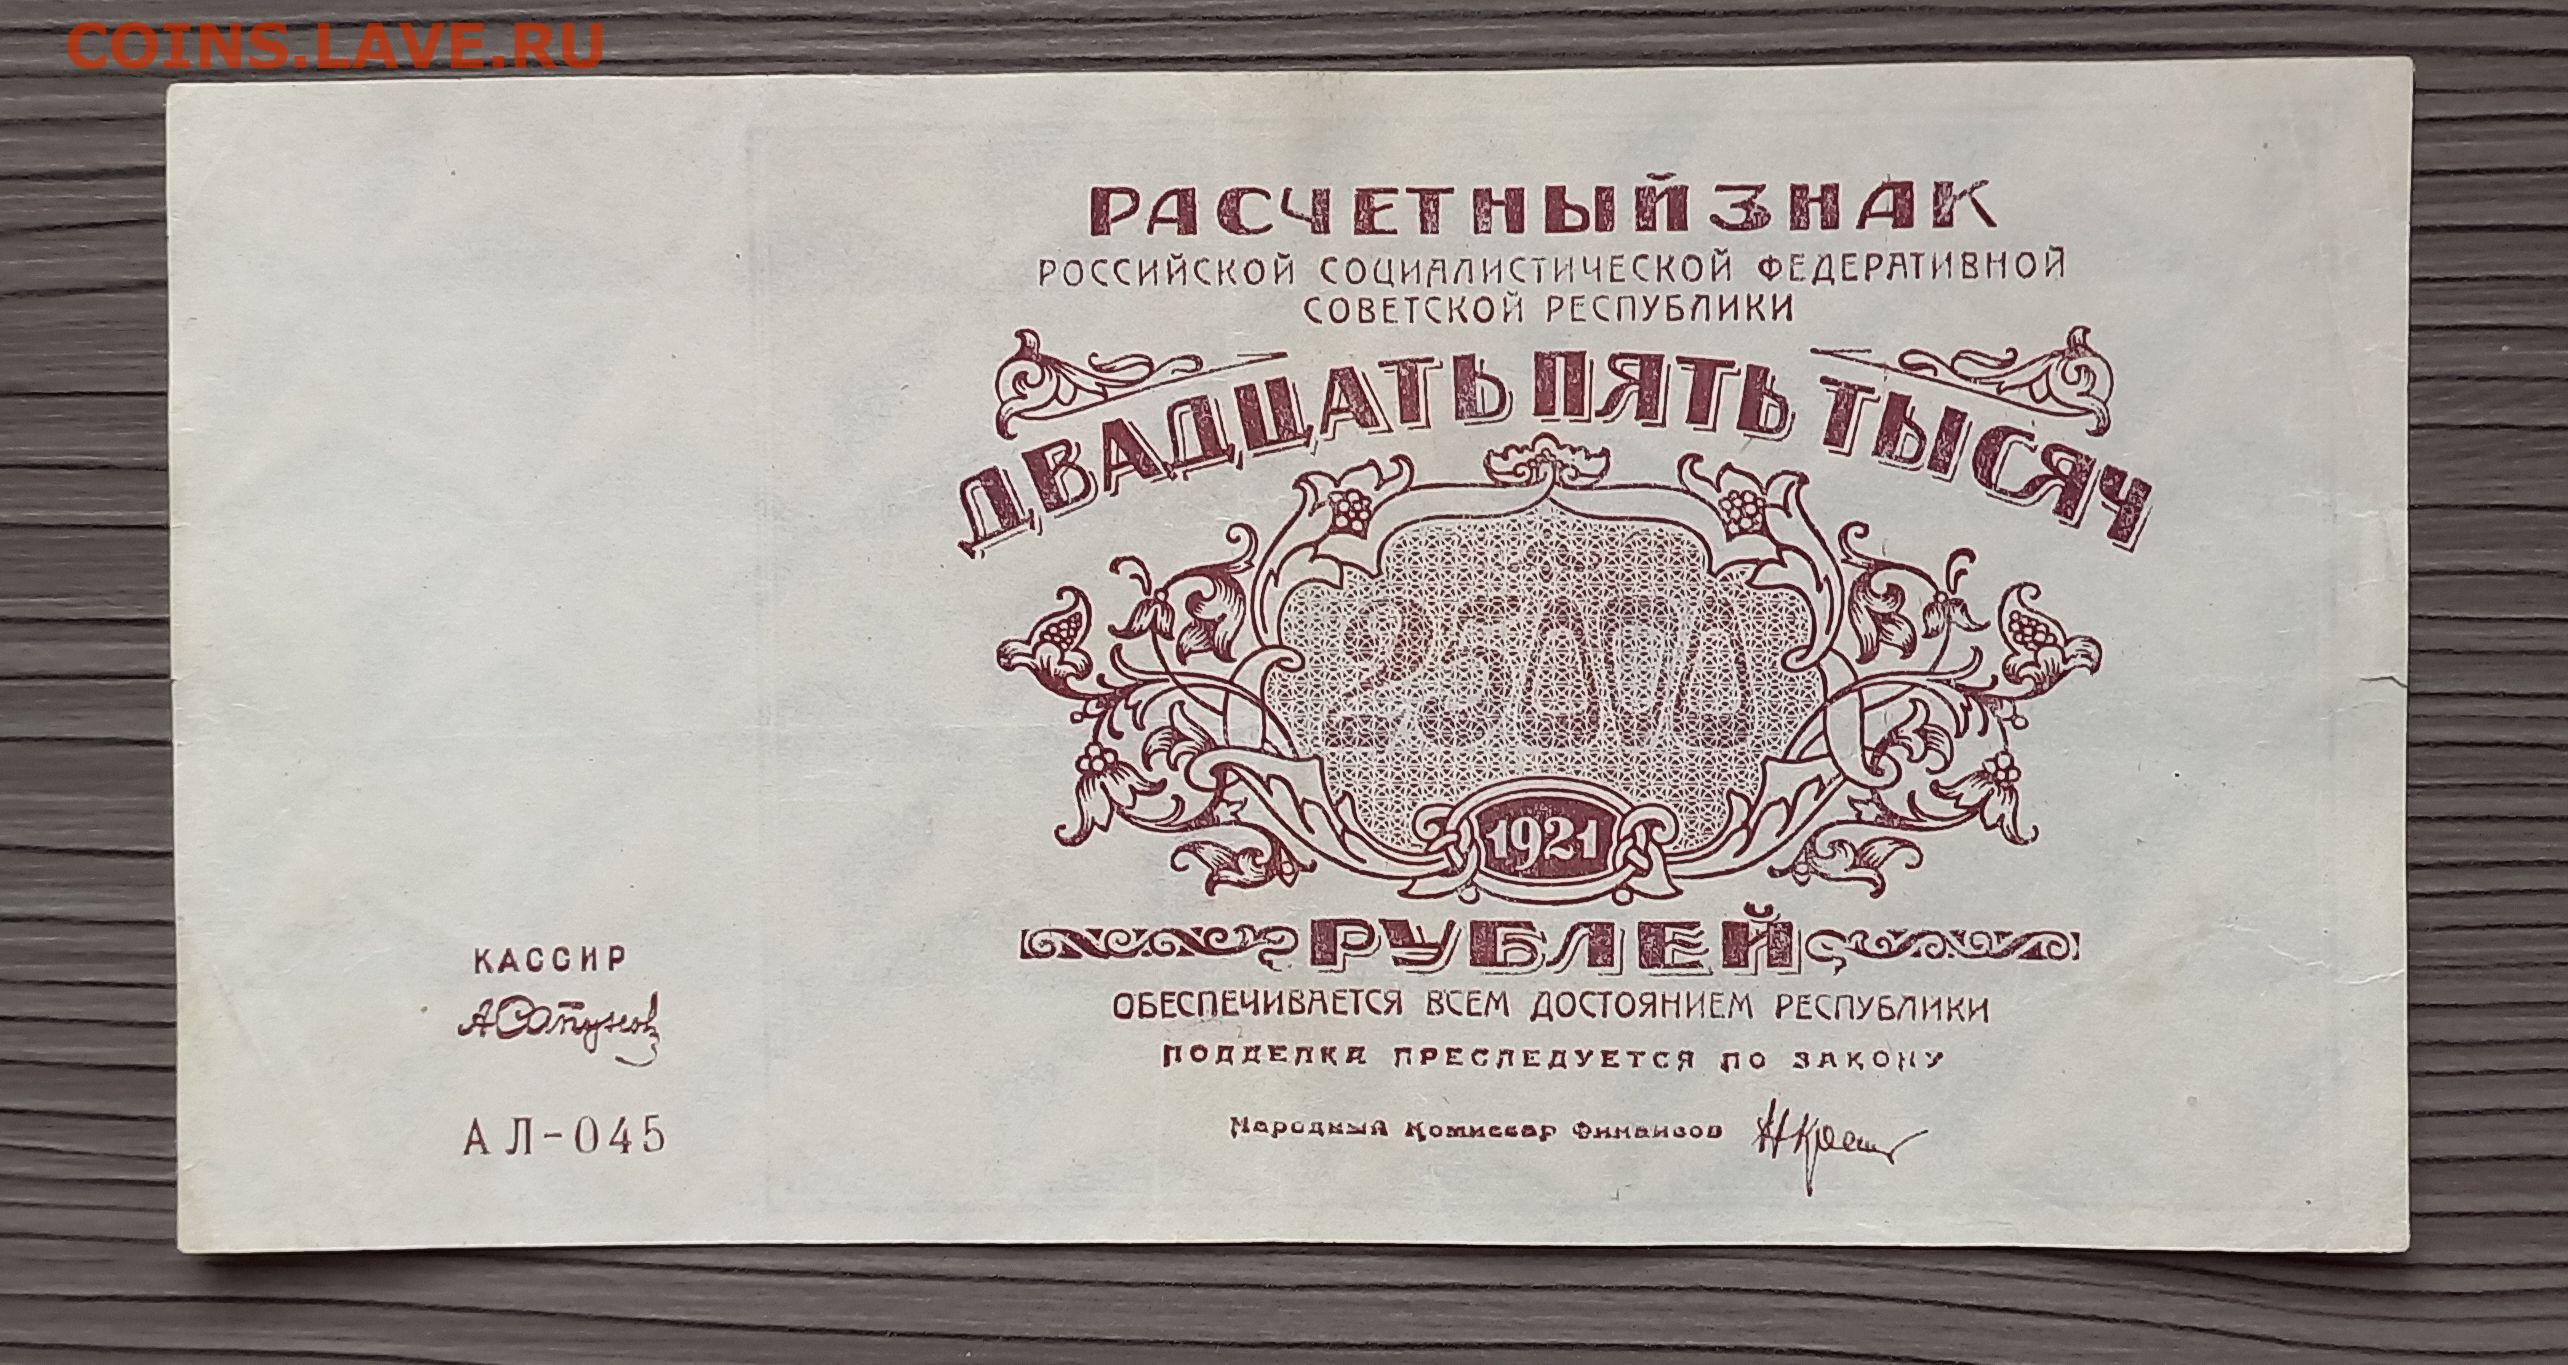 COINS.LAVE.RU
РАСЧЕТНЫЙ ЗНАК
РОССИЙСКОЙ СОЦИАЛИСТИЧЕСКОЙ ФЕДЕРАТИВНОЙ
СОВЕТСКОЙ РЕСПУБЛИКИ
ДВАДЦАТЬ ПЯТЬ ТЫСЯЧ
25000
1921
РУБЛЕЙ
ОБЕСПЕЧИВАЕТСЯ ВСЕМ ДОСТОЯНИЕМ РЕСПУБЛИКИ
ПОДДЕЛКА ПРЕСЛЕДУЕТСЯ ПО ЗАКОНУ
Народный Комиссар Финансов
КАССИР
АЛ-045